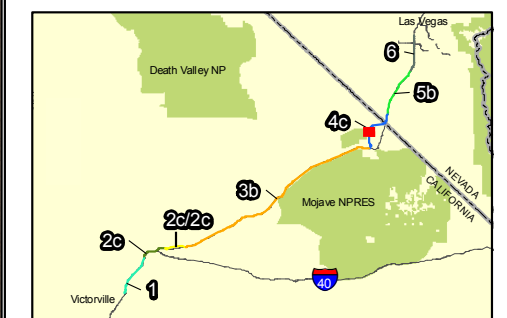 Las Vegas
6
Death Valley NP
5b
4c
NEVADA
CALIFORNIA
3b
Mojave NPRES
2c/2c
2c
40
1
Victorville